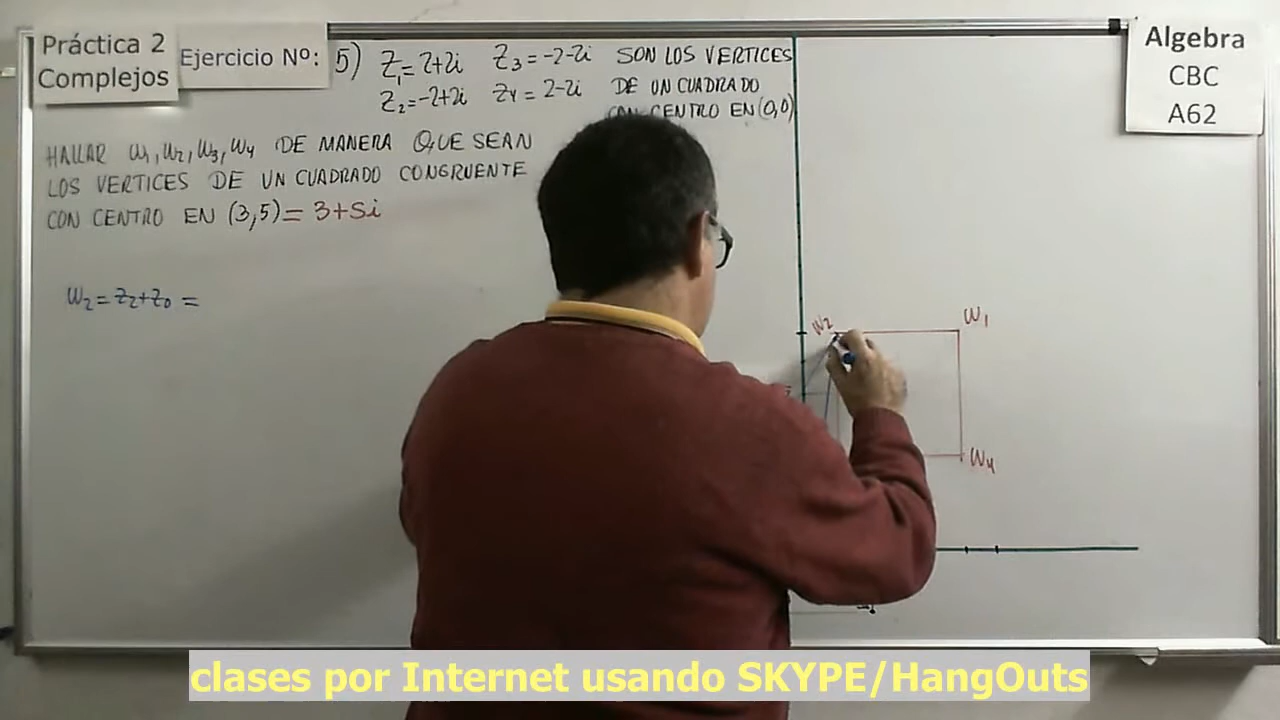 Práctica 2
Complejos
Ejercicio Nº:
5) Z1=2+2i Z3=-2-2i SON LOS VERTICES
Z2=-2+2i Z4=2-2i DE UN CUADRADO
CON CENTRO EN (0,0)
HALLAR W1,W2,W3,W4 DE MANERA QUE SEAN
LOS VERTICES DE UN CUADRADO CONGRUENTE
CON CENTRO EN (3,5)=3+5i
W2=Z2+Z0=
Algebra
CBC
A62
W2
W1
W4
clases por Internet usando SKYPE/HangOuts